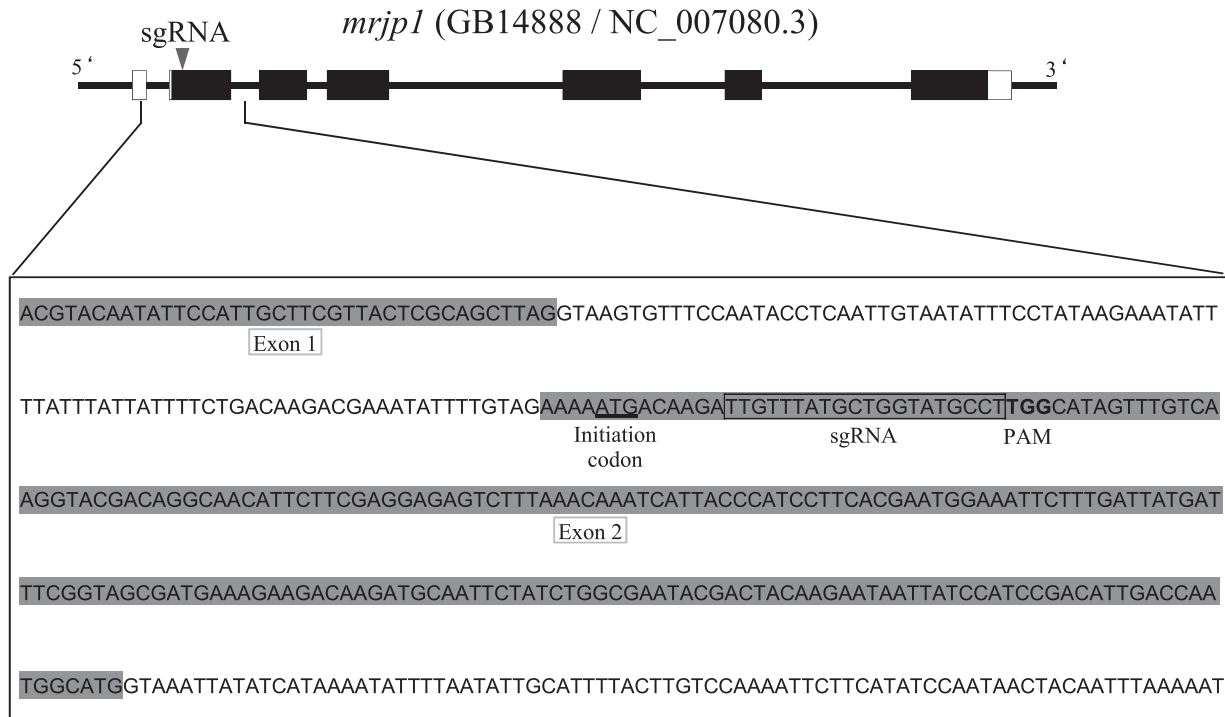 mrjp1 (GB14888 / NC_007080.3)
sgRNA
5‘
3‘
ACGTACAATATTCCATTGCTTCGTTACTCGCAGCTTAGGTAAGTGTTTCCAATACCTCAATTGTAATATTTCCTATAAGAAATATT
Exon 1
TTATTTATTATTTTCTGACAAGACGAAATATTTTGTAGAAAAATGACAAGATTGTTTATGCTGGTATGCCTTGGCATAGTTTGTCA
Initiation
codon
sgRNA
PAM
AGGTACGACAGGCAACATTCTTCGAGGAGAGTCTTTAAACAAATCATTACCCATCCTTCACGAATGGAAATTCTTTGATTATGAT
Exon 2
TTCGGTAGCGATGAAAGAAGACAAGATGCAATTCTATCTGGCGAATACGACTACAAGAATAATTATCCATCCGACATTGACCAA
TGGCATGGTAAATTATATCATAAAATATTTTAATATTGCATTTTACTTGTCCAAAATTCTTCATATCCAATAACTACAATTTAAAAAT